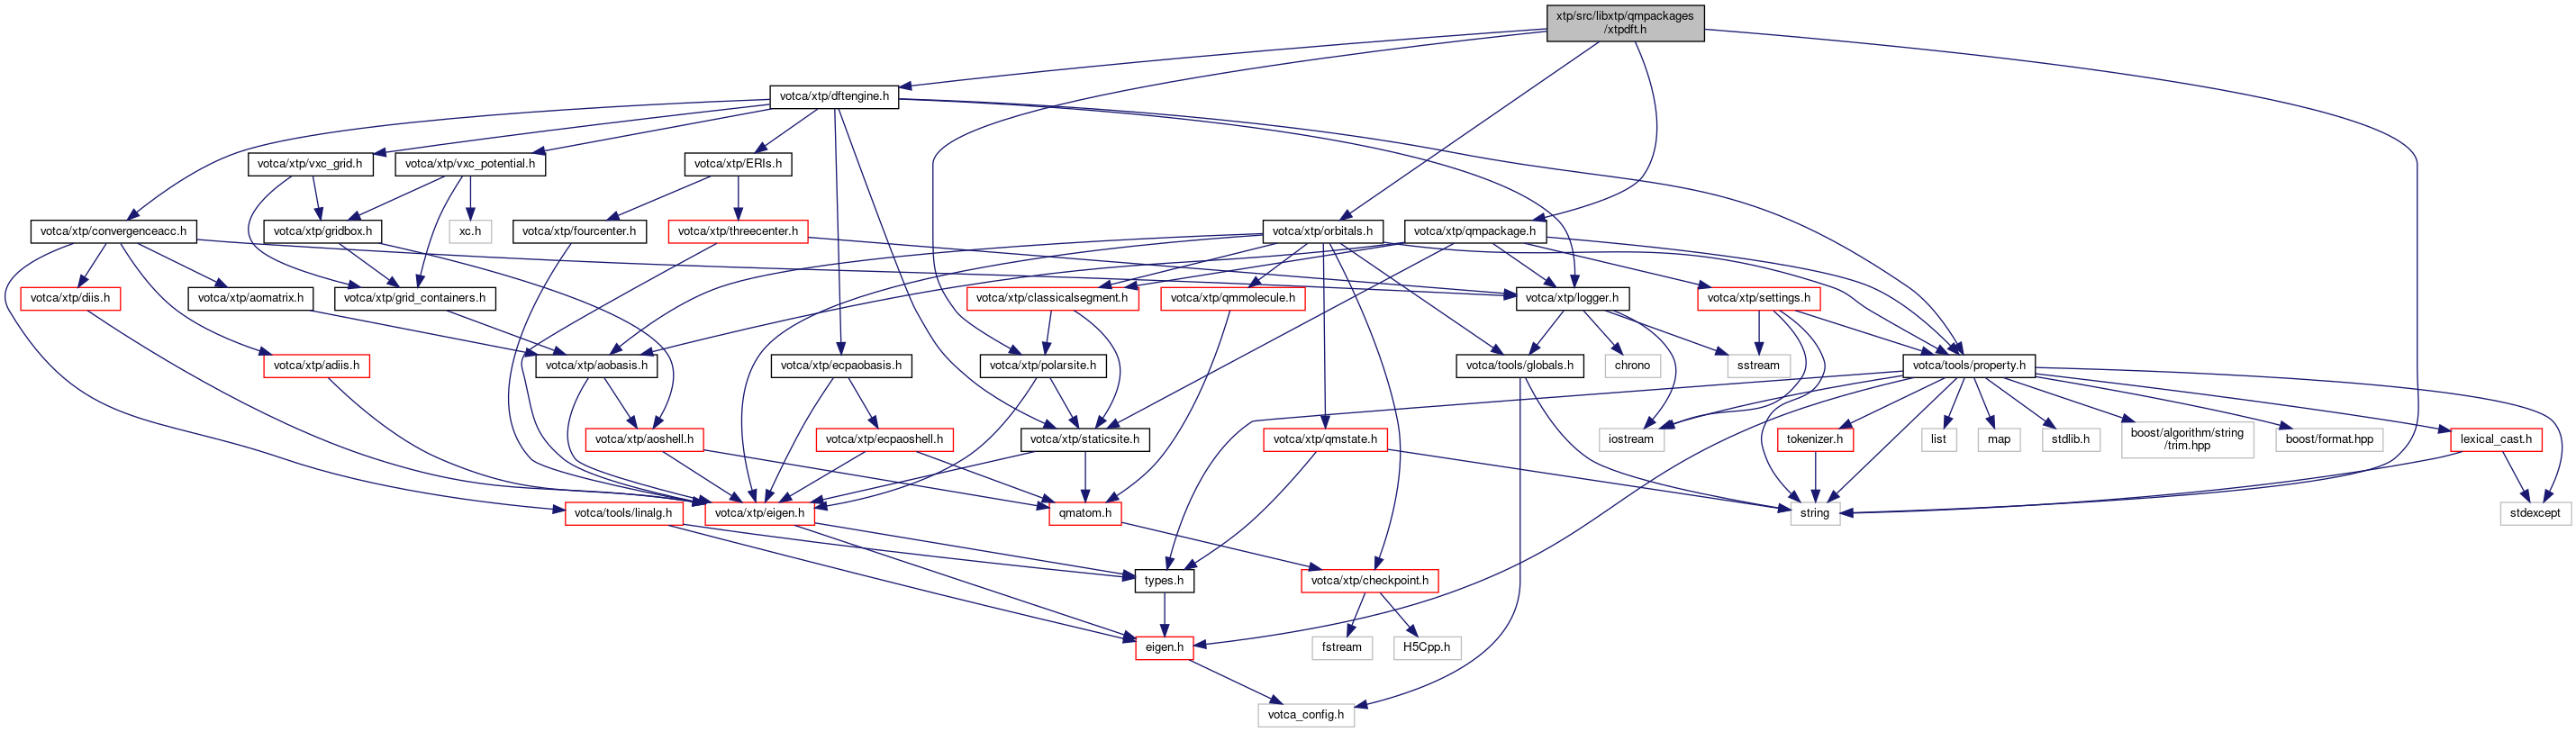 xtp/src/libxtp/qmpackages
/xtpdft.h
votca/xtp/dftengine.h
votca/xtp/vxc_grid.h
votca/xtp/vxc_potential.h
votca/xtp/ERIs.h
votca/xtp/convergenceacc.h
votca/xtp/gridbox.h
xc.h
votca/xtp/fourcenter.h
votca/xtp/threecenter.h
votca/xtp/orbitals.h
votca/xtp/qmpackage.h
votca/xtp/diis.h
votca/xtp/aomatrix.h
votca/xtp/grid_containers.h
votca/xtp/classicalsegment.h
votca/xtp/qmmolecule.h
votca/xtp/logger.h
votca/xtp/settings.h
votca/xtp/adiis.h
votca/xtp/aobasis.h
votca/xtp/ecpaobasis.h
votca/xtp/polarsite.h
votca/tools/globals.h
chrono
sstream
votca/tools/property.h
votca/xtp/aoshell.h
votca/xtp/ecpaoshell.h
votca/xtp/staticsite.h
votca/xtp/qmstate.h
iostream
tokenizer.h
list
map
stdlib.h
boost/algorithm/string
/trim.hpp
boost/format.hpp
lexical_cast.h
votca/tools/linalg.h
votca/xtp/eigen.h
qmatom.h
string
stdexcept
types.h
votca/xtp/checkpoint.h
eigen.h
fstream
H5Cpp.h
votca_config.h